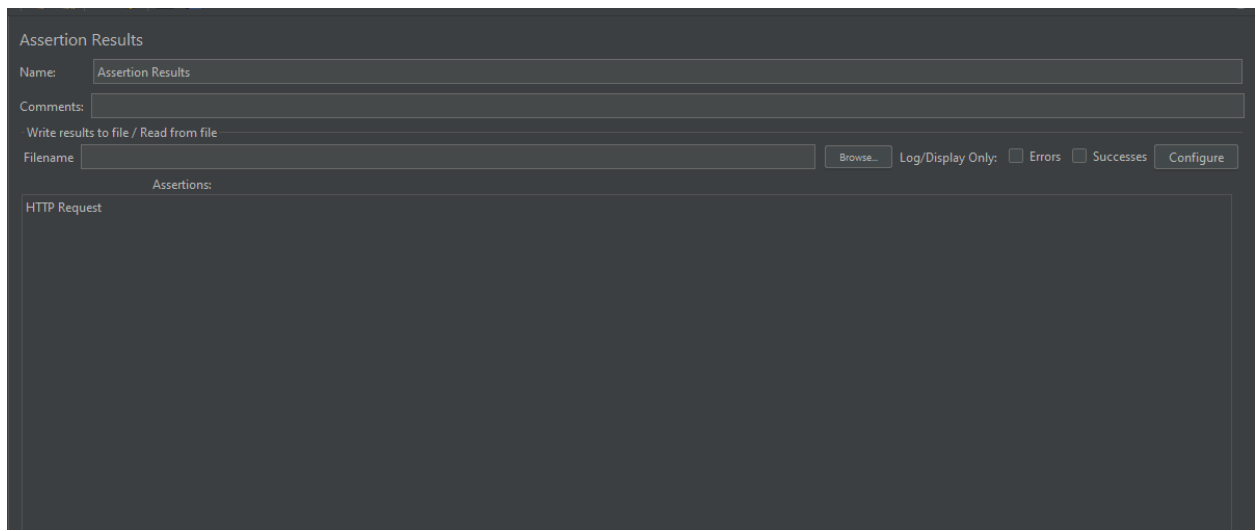 Assertion Results
Name: Assertion Results
Comments:
Write results to file / Read from file
Filename Browse... Log/Display Only: Errors Successes Configure
Assertions:
HTTP Request